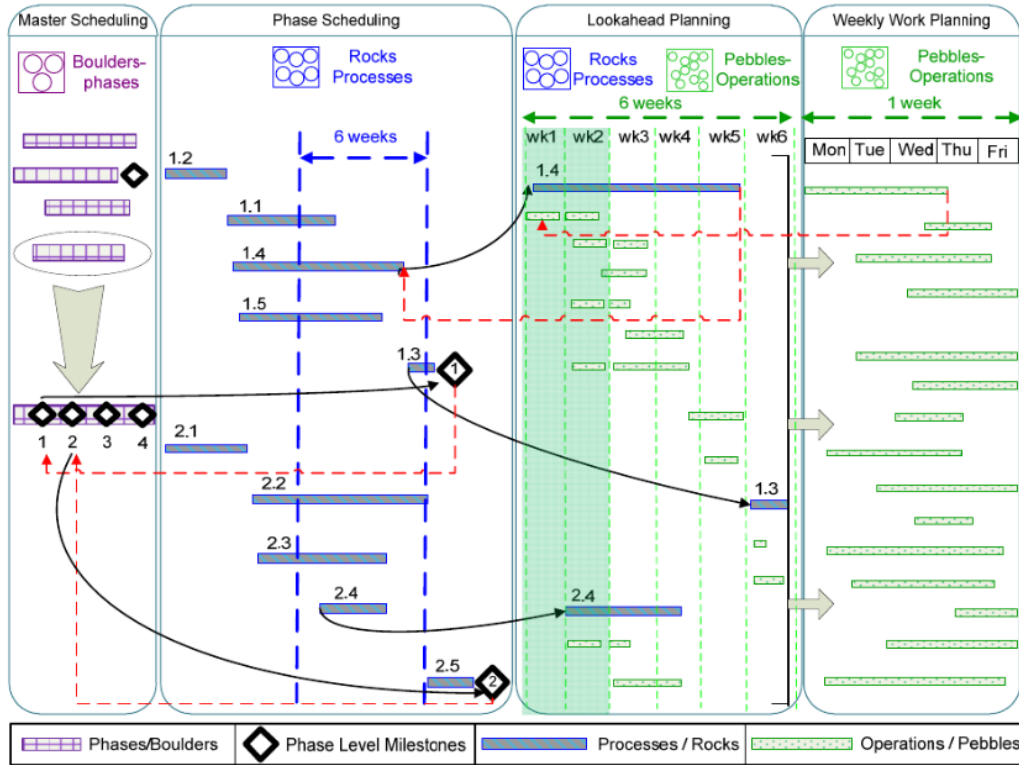 Master Scheduling
Boulders-
phases
1 2 3 4
Phase Scheduling
Rocks
Processes
6 weeks
1.2
1.1
1.4
1.5
1.3
1
2.1
2.2
2.3
2.4
2.5
2
Lookahead Planning
Rocks
Processes
Pebbles-
Operations
6 weeks
wk1 wk2 wk3 wk4 wk5 wk6
1.4
1.3
2.4
Weekly Work Planning
Pebbles-
Operations
1 week
Mon Tue Wed Thu Fri
Phases/Boulders
Phase Level Milestones
Processes / Rocks
Operations / Pebbles